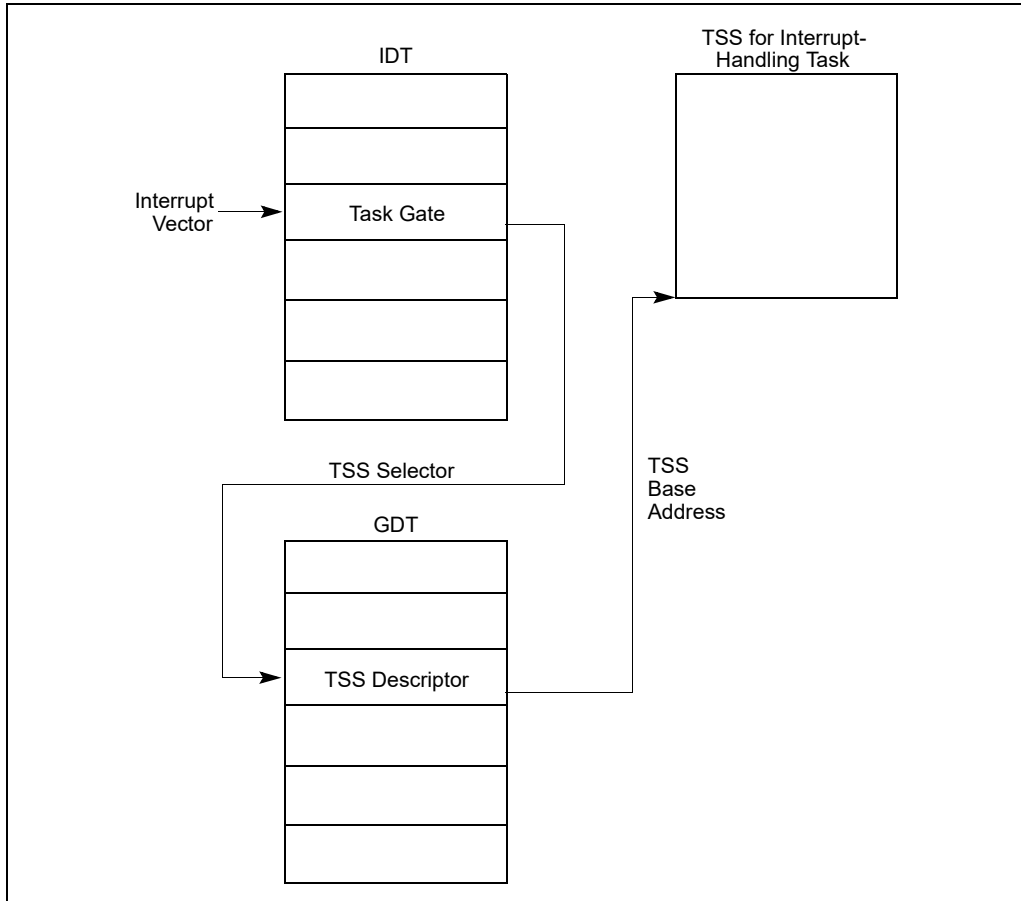 IDT
TSS for Interrupt-
Handling Task
Interrupt
Vector
Task Gate
TSS Selector
TSS
Base
Address
GDT
TSS Descriptor